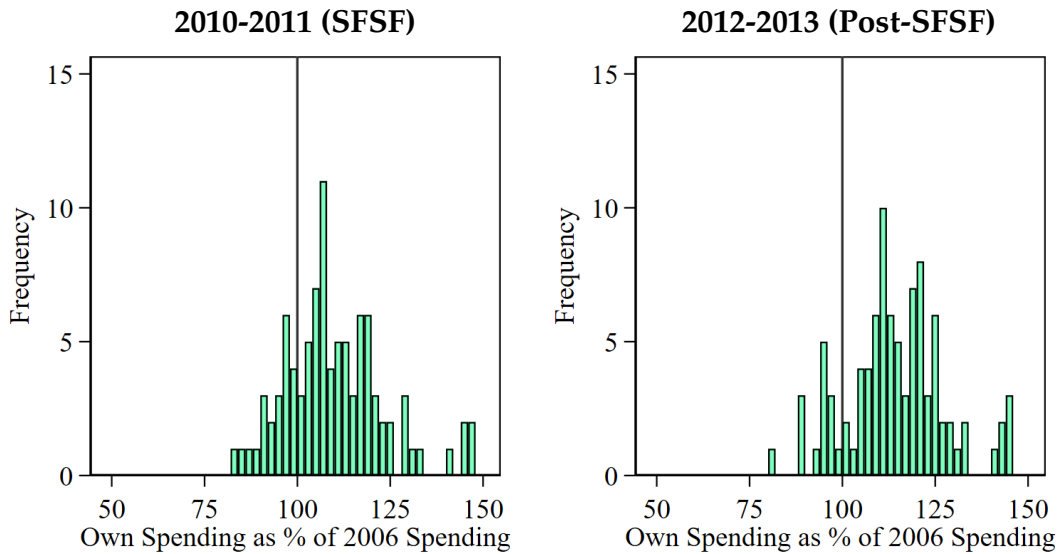 2010-2011 (SFSF)
15
10
5
0
Frequency
50 75 100 125 150
Own Spending as % of 2006 Spending
2012-2013 (Post-SFSF)
15
10
5
0
Frequency
50 75 100 125 150
Own Spending as % of 2006 Spending